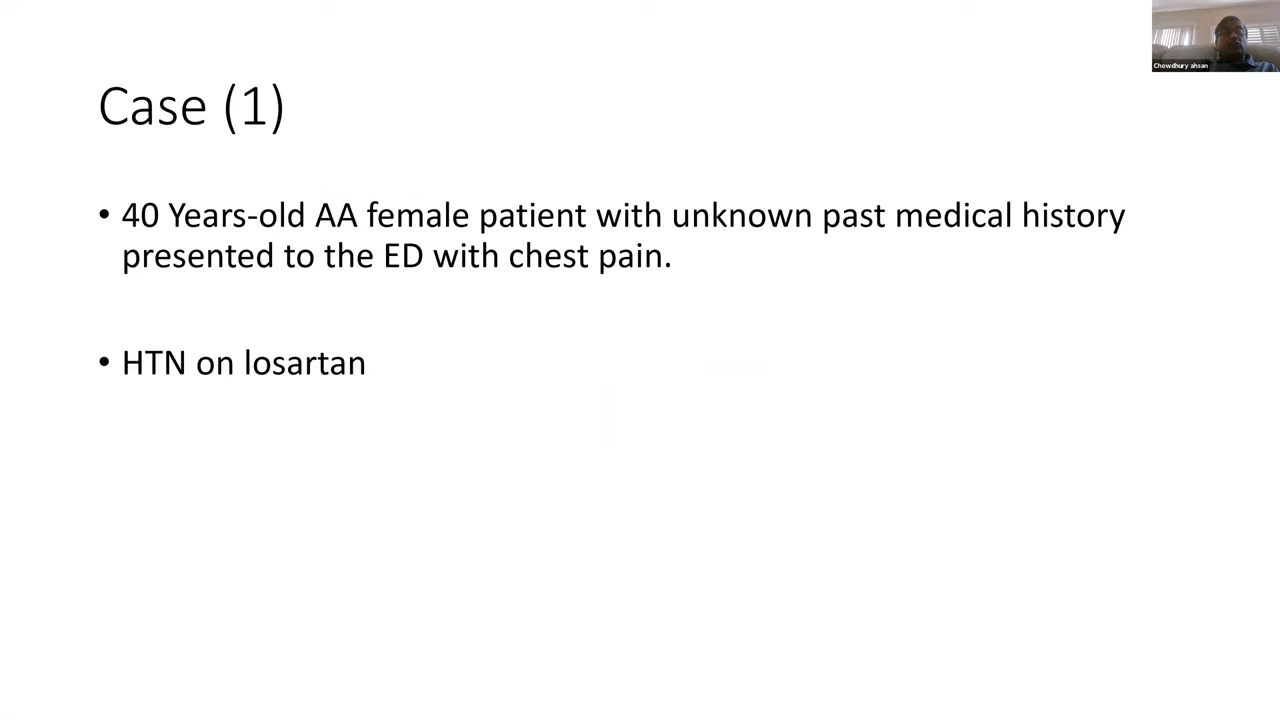 Chowdhury ahsan
Case (1)
• 40 Years-old AA female patient with unknown past medical history
presented to the ED with chest pain.
• HTN on losartan